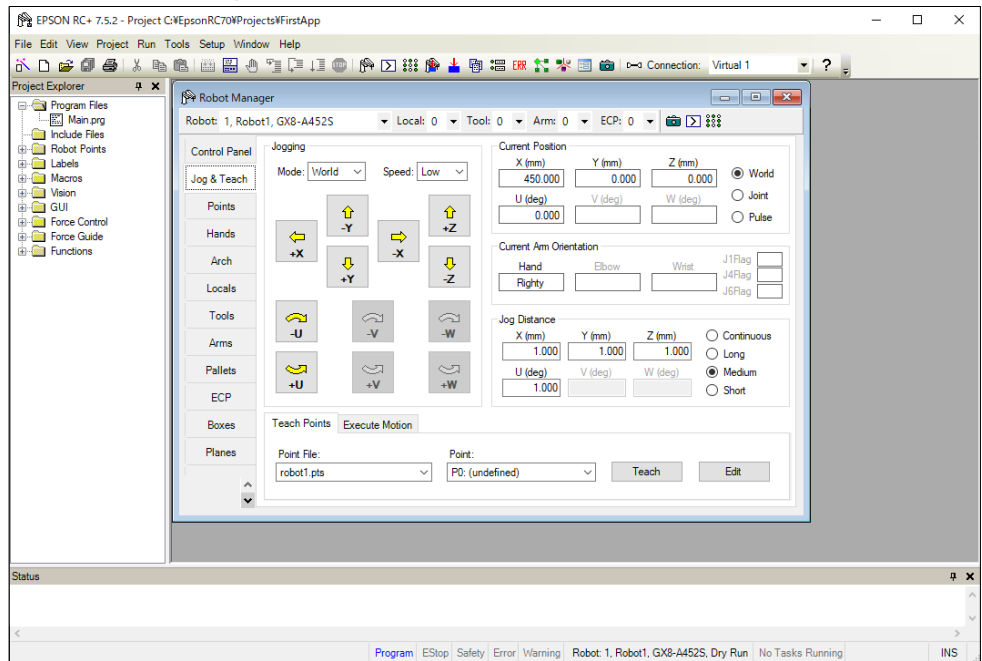 EPSON RC+ 7.5.2 - Project C:¥EpsonRC70¥Projects¥FirstApp
File Edit View Project Run Tools Setup Window Help
STOP ERR Connection: Virtual 1 ?
Project Explorer
Program Files
Main.prg
Include Files
Robot Points
Labels
Macros
Vision
GUI
Force Control
Force Guide
Functions
Robot Manager
Robot: 1, Robot1, GX8-A452S Local: 0 Tool: 0 Arm: 0 ECP: 0
Control Panel
Jog & Teach
Points
Hands
Arch
Locals
Tools
Arms
Pallets
ECP
Boxes
Planes
Jogging
Mode: World Speed: Low
-Y +Z
+X -X
+Y -Z
-U -V -W
+U +V +W
Current Position
X (mm) Y (mm) Z (mm)
450.000 0.000 0.000
U (deg) V (deg) W (deg)
0.000
World
Joint
Pulse
Current Arm Orientation
Hand Elbow Wrist
Righty
J1Flag
J4Flag
J6Flag
Jog Distance
X (mm) Y (mm) Z (mm)
1.000 1.000 1.000
U (deg) V (deg) W (deg)
1.000
Continuous
Long
Medium
Short
Teach Points Execute Motion
Point File: Point:
robot1.pts P0: (undefined) Teach Edit
Status
Program EStop Safety Error Warning Robot: 1, Robot1, GX8-A452S, Dry Run No Tasks Running INS